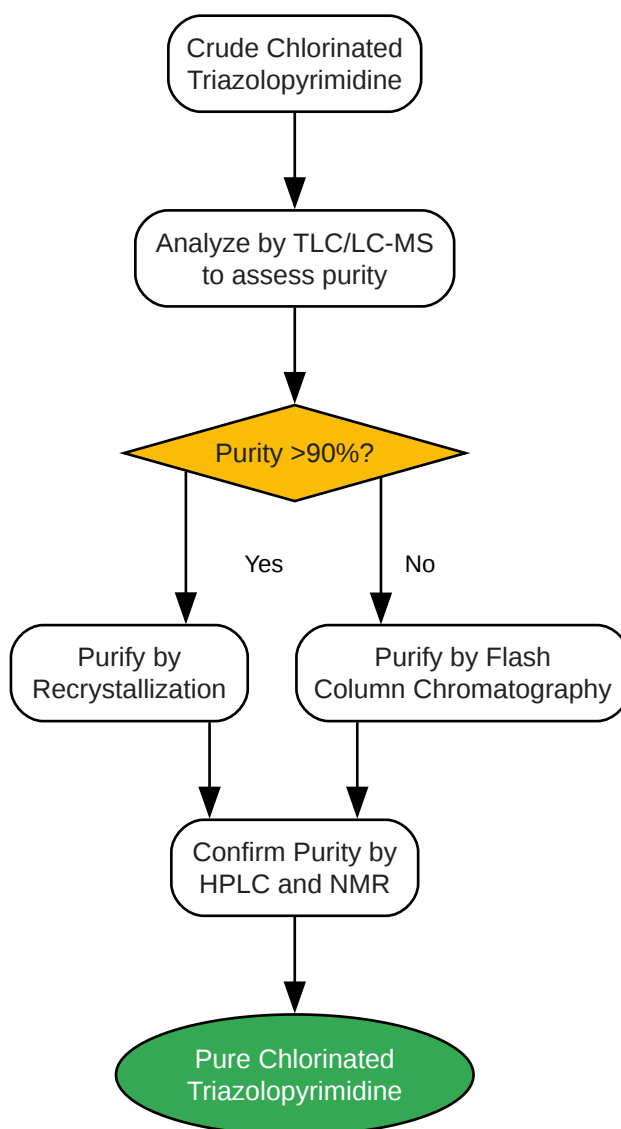 Crude Chlorinated
Triazolopyrimidine
Analyze by TLC/LC-MS
to assess purity
Purity >90%?
Yes
No
Purify by
Recrystallization
Purify by Flash
Column Chromatography
Confirm Purity by
HPLC and NMR
Pure Chlorinated
Triazolopyrimidine